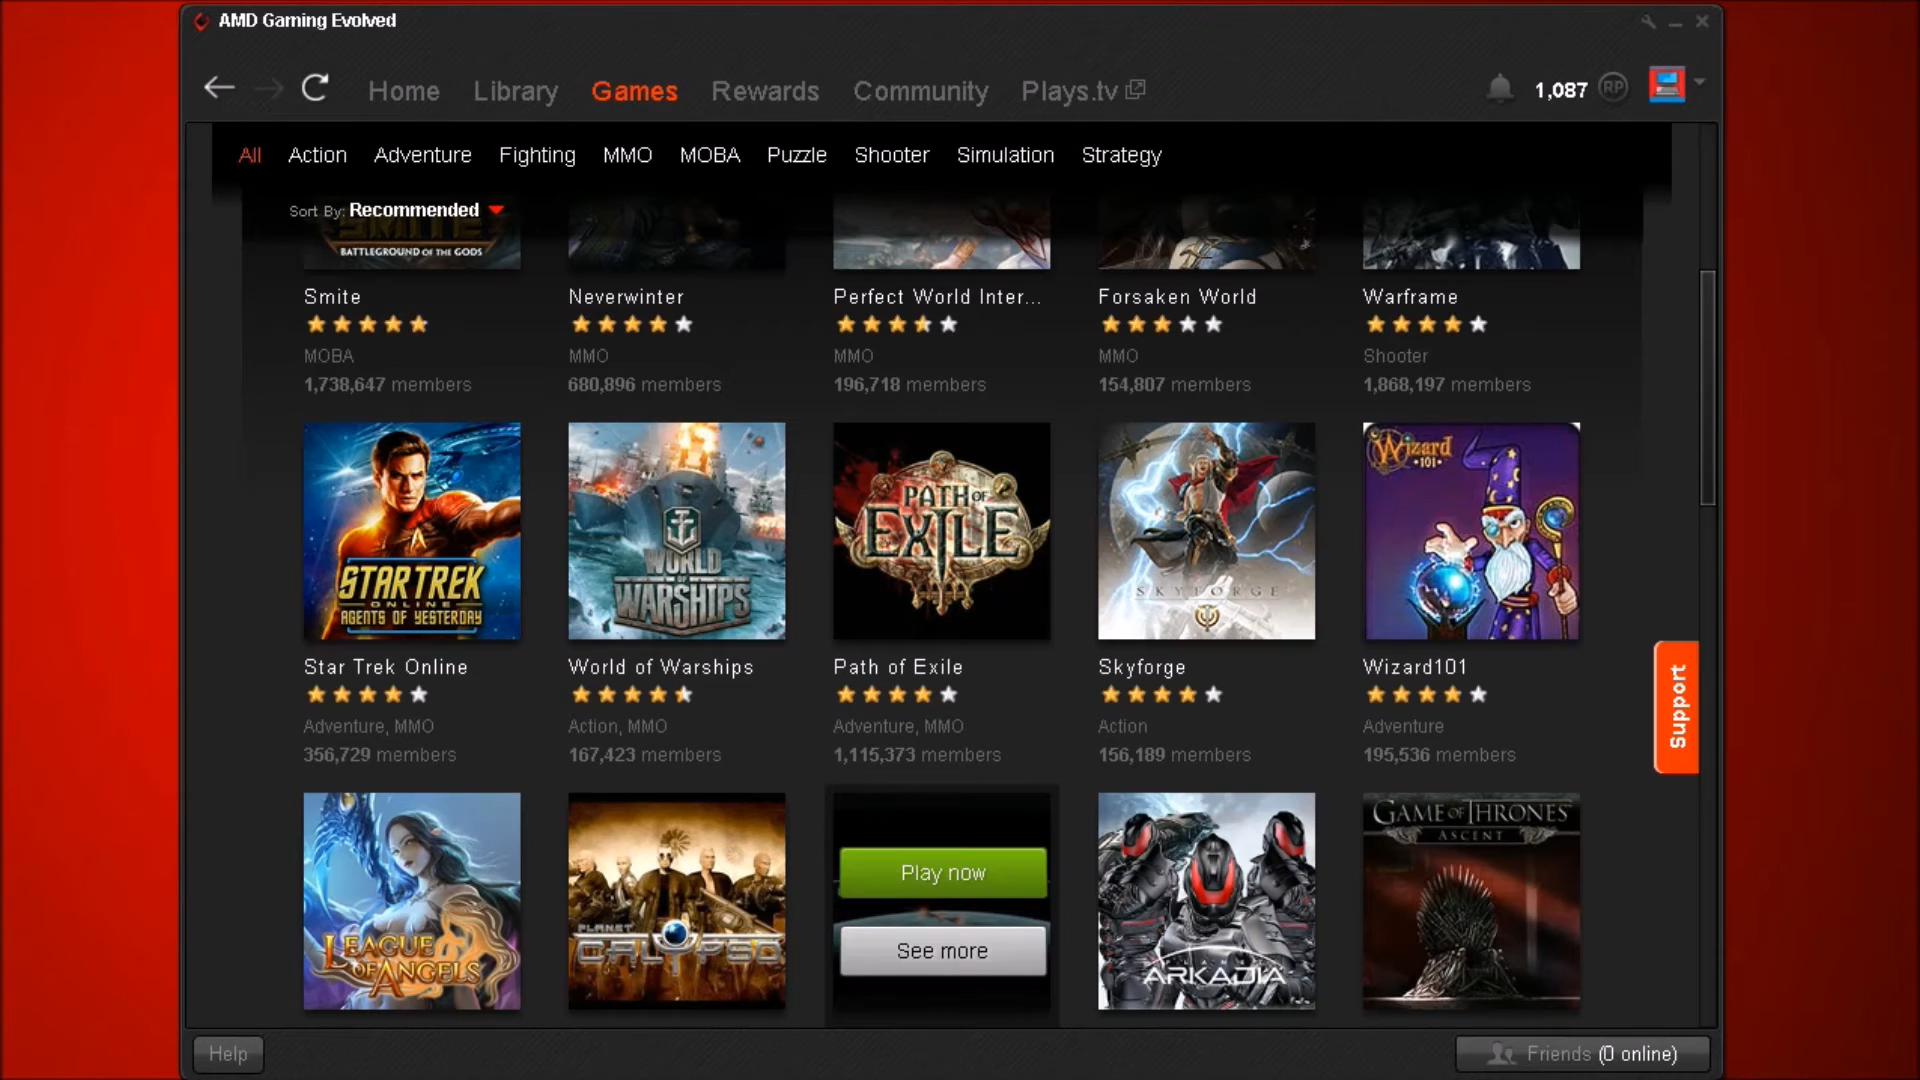 AMD Gaming Evolved
Home Library Games Rewards Community Plays.tv
1,087 RP
All Action Adventure Fighting MMO MOBA Puzzle Shooter Simulation Strategy
Sort By: Recommended
BATTLEGROUND OF THE GODS
Smite Neverwinter Perfect World Inter... Forsaken World Warframe
MOBA MMO MMO MMO Shooter
1,738,647 members 680,896 members 196,718 members 154,807 members 1,868,197 members
STAR TREK
ONLINE
AGENTS OF YESTERDAY
WORLD
OF
WARSHIPS
PATH OF
EXILE
SKYFORGE
Wizard
101
Star Trek Online World of Warships Path of Exile Skyforge Wizard101
Adventure, MMO Action, MMO Adventure, MMO Action Adventure
356,729 members 167,423 members 1,115,373 members 156,189 members 195,536 members
Support
LEAGUE
OF ANGELS
PLANET
CALYPSO
Play now
See more
PLANET
ARKADIA
GAME OF THRONES
ASCENT
Help
Friends (0 online)